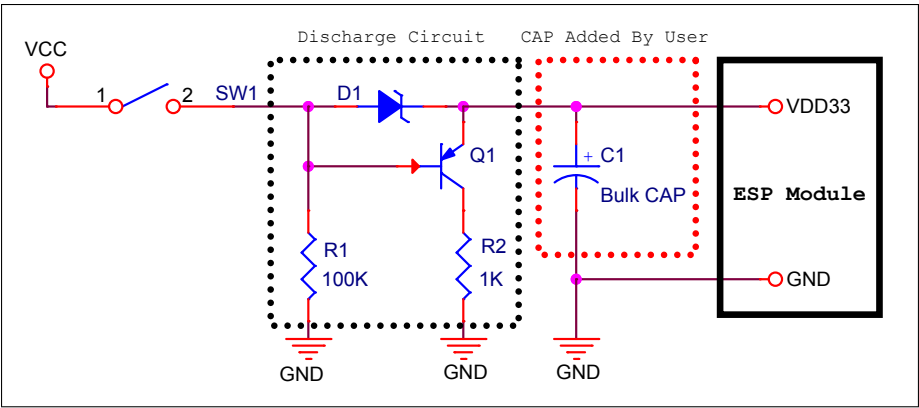 Discharge Circuit
CAP Added By User
VCC
1
2
SW1
D1
VDD33
Q1
+ C1
Bulk CAP
ESP Module
R1
100K
R2
1K
GND
GND
GND
GND